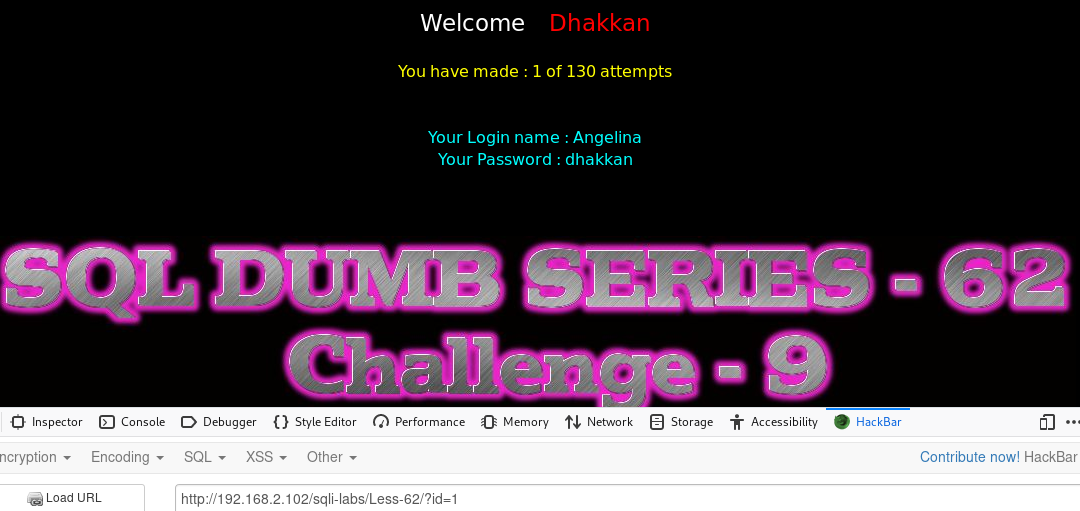 Welcome Dhakkan
You have made : 1 of 130 attempts
Your Login name : Angelina
Your Password : dhakkan
SQL DUMB SERIES - 62
Challenge - 9
Inspector Console Debugger Style Editor Performance Memory Network Storage Accessibility HackBar
ncryption Encoding SQL XSS Other Contribute now! HackBar
Load URL http://192.168.2.102/sqli-labs/Less-62/?id=1